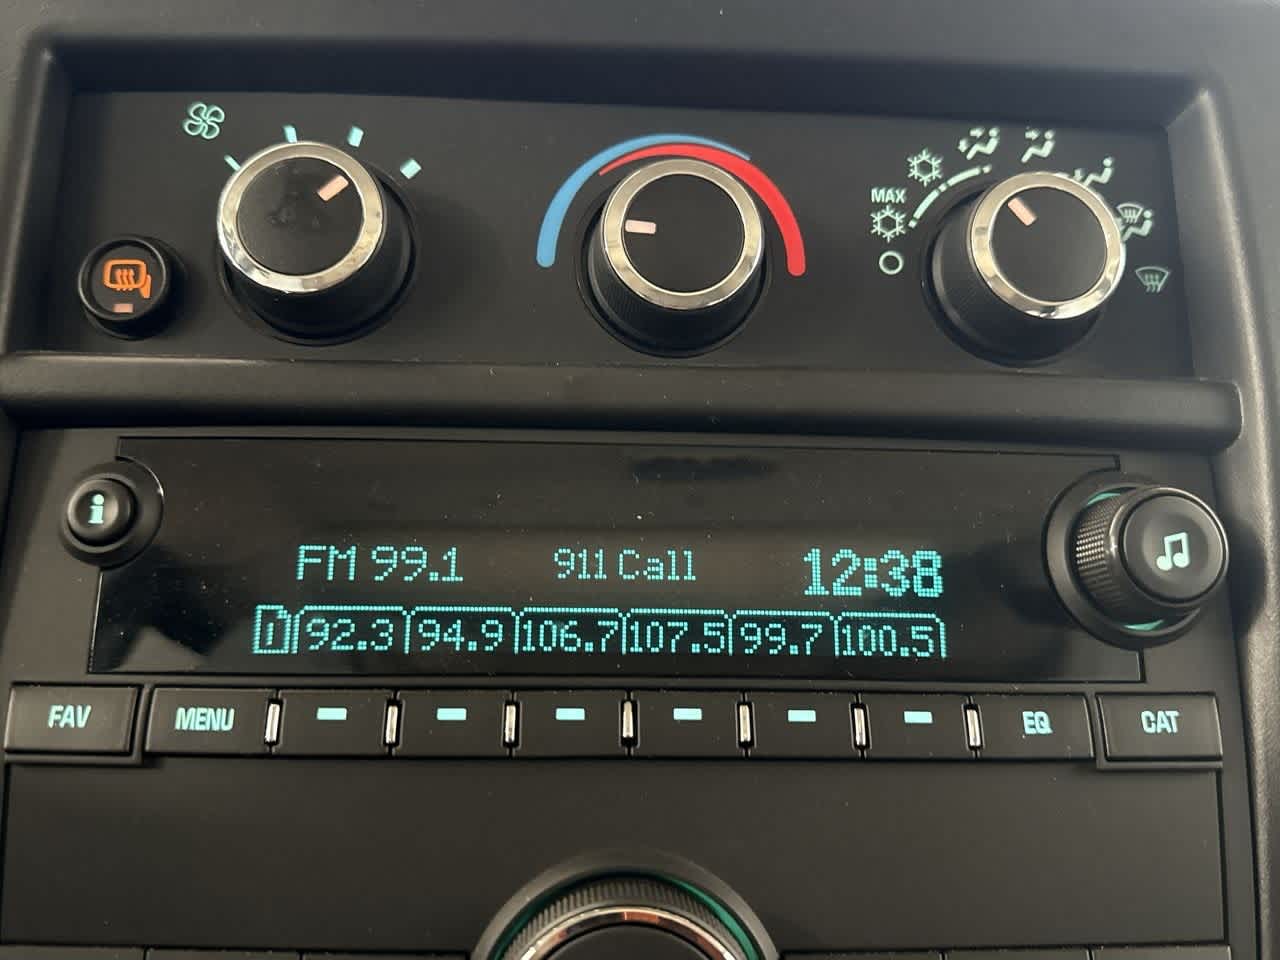 MAX
i
FM 99.1 911 Call 12:38
1 92.3 94.9 106.7 107.5 99.7 100.5
FAV MENU EQ CAT